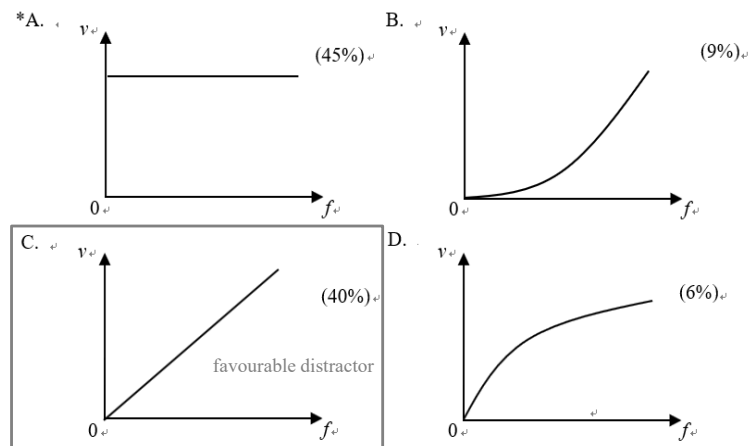 *A.
v
(45%)
0
f
B.
v
(9%)
0
f
C.
v
(40%)
favourable distractor
0
f
D.
v
(6%)
0
f